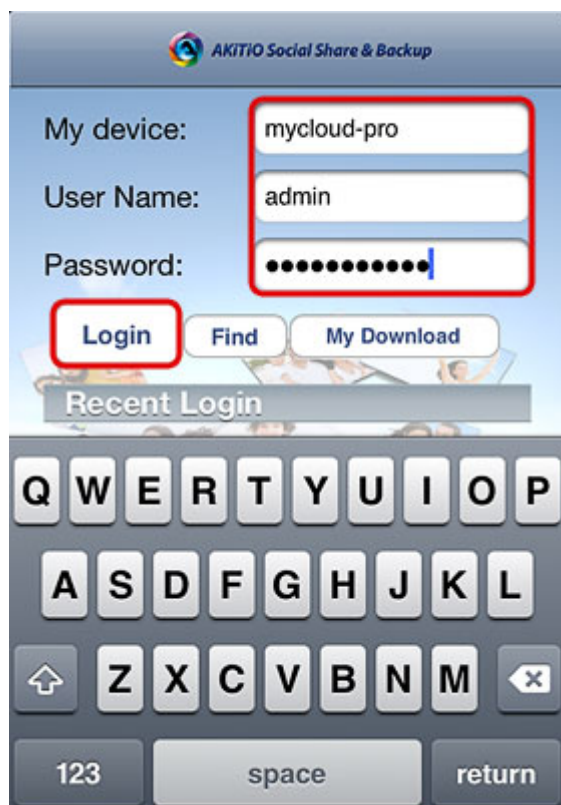 AKiTiO Social Share & Backup
My device: mycloud-pro
User Name: admin
Password: ●●●●●●●●●●●
Login Find My Download
Recent Login
Q W E R T Y U I O P
A S D F G H J K L
Z X C V B N M
123 space return